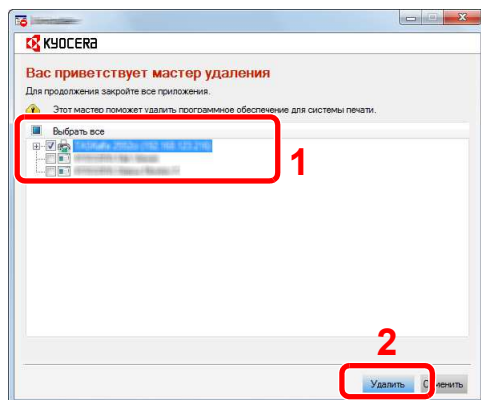 KYOCERA
Вас приветствует мастер удаления
Для продолжения закройте все приложения.
Этот мастер поможет удалить программное обеспечение для системы печати.
Выбрать все
1
2
Удалить